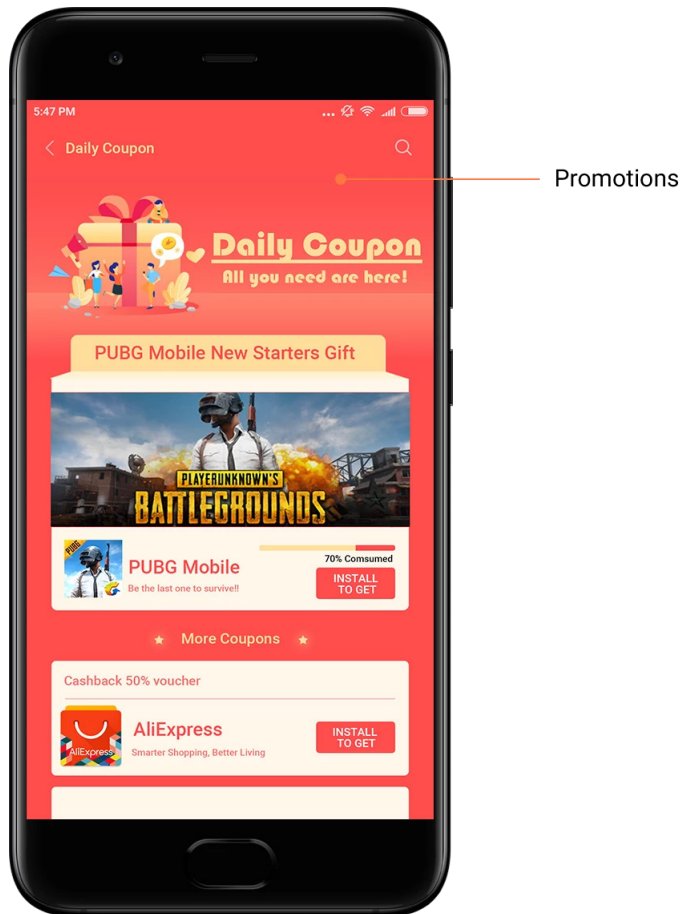 5:47 PM
Daily Coupon
Promotions
Daily Coupon
All you need are here!
PUBG Mobile New Starters Gift
PLAYERUNKNOWN'S
BATTLEGROUNDS
70% Comsumed
PUBG
PUBG Mobile
Be the last one to survive!!
INSTALL
TO GET
More Coupons
Cashback 50% voucher
AliExpress
AliExpress
Smarter Shopping, Better Living
INSTALL
TO GET